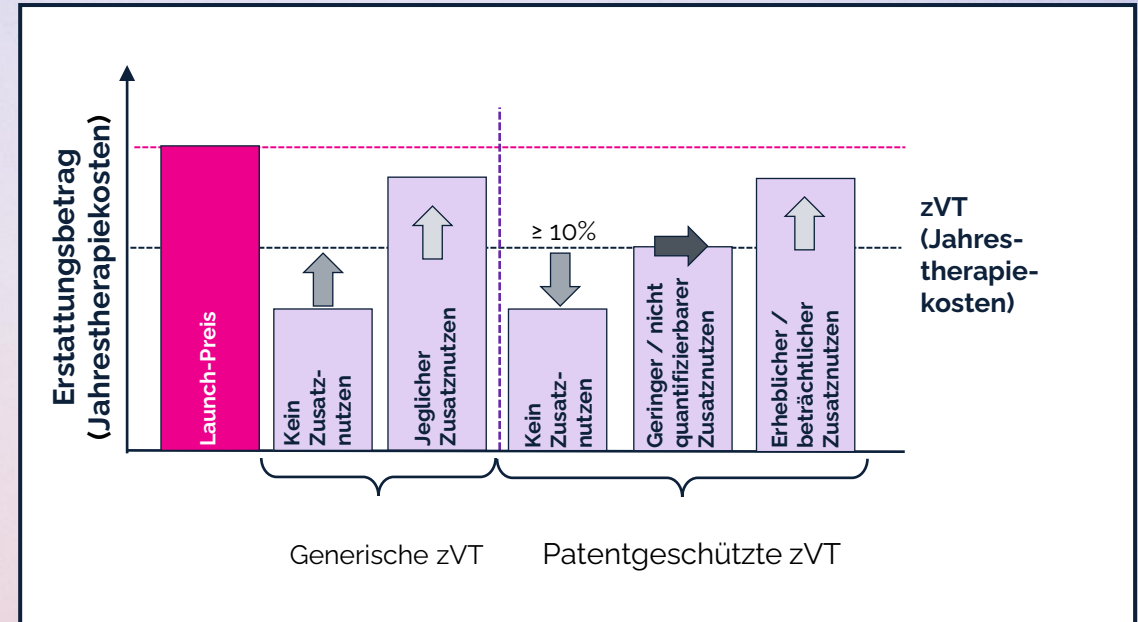 Erstattungsbetrag
(Jahrestherapiekosten)
Launch-Preis
Kein
Zusatz-
nutzen
Jeglicher
Zusatznutzen
≥ 10%
Kein
Zusatz-
nutzen
Geringer / nicht
quantifizierbarer
Zusatznutzen
Erheblicher /
beträchtlicher
Zusatznutzen
zVT
(Jahres-
therapie-
kosten)
Generische zVT
Patentgeschützte zVT